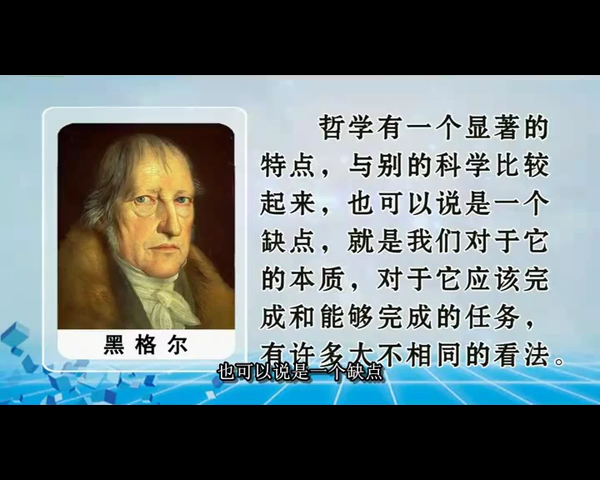 哲学有一个显著的
特点，与别的科学比较
起来，也可以说是一个
缺点，就是我们对于它
的本质，对于它应该完
成和能够完成的任务，
有许多大不相同的看法。
黑格尔
也可以说是一个缺点